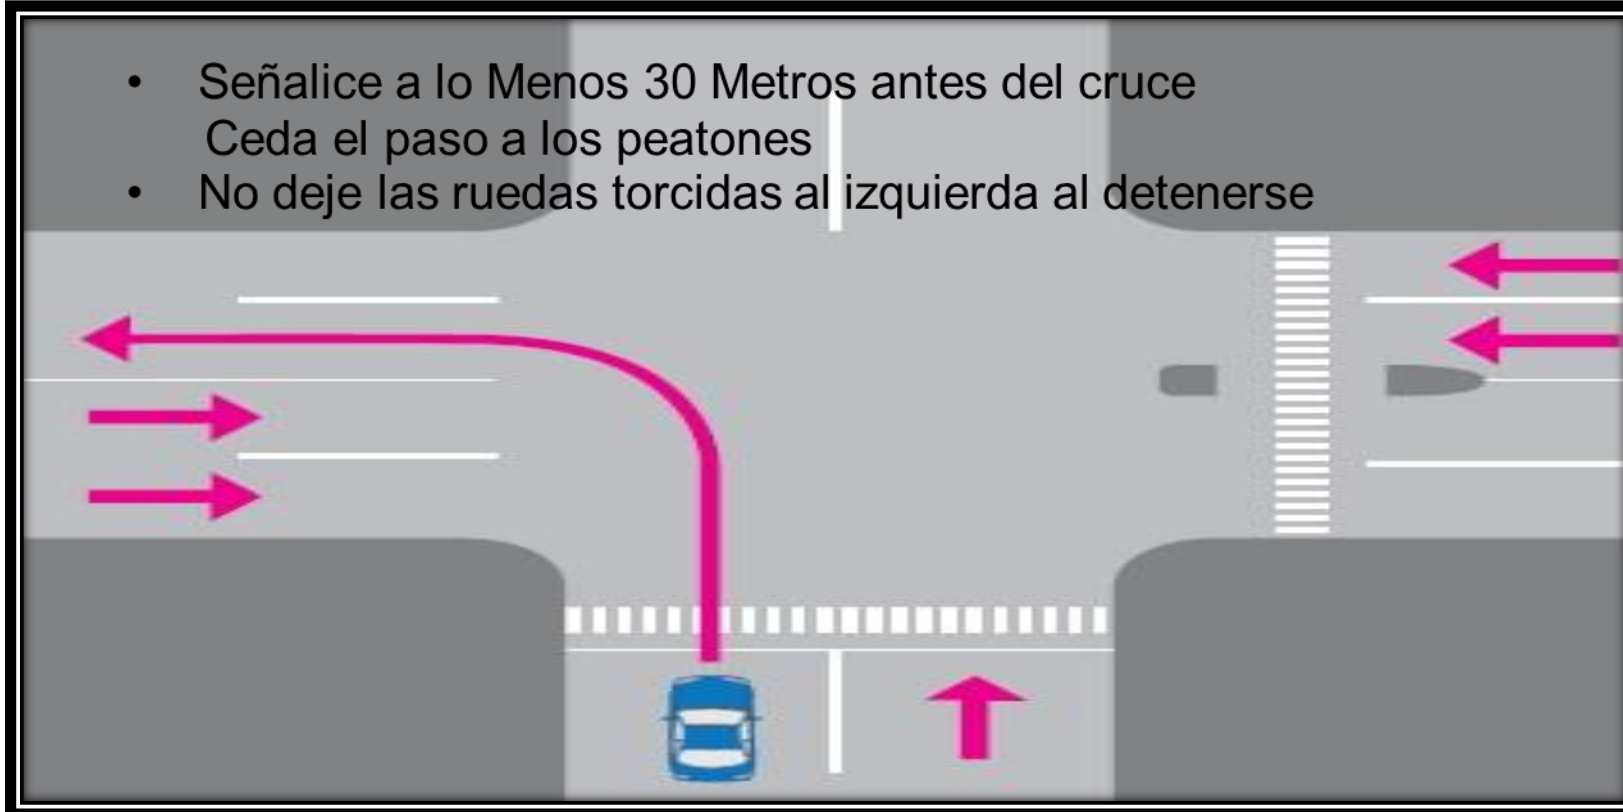 • Señalice a lo Menos 30 Metros antes del cruce
Ceda el paso a los peatones
• No deje las ruedas torcidas al izquierda al detenerse